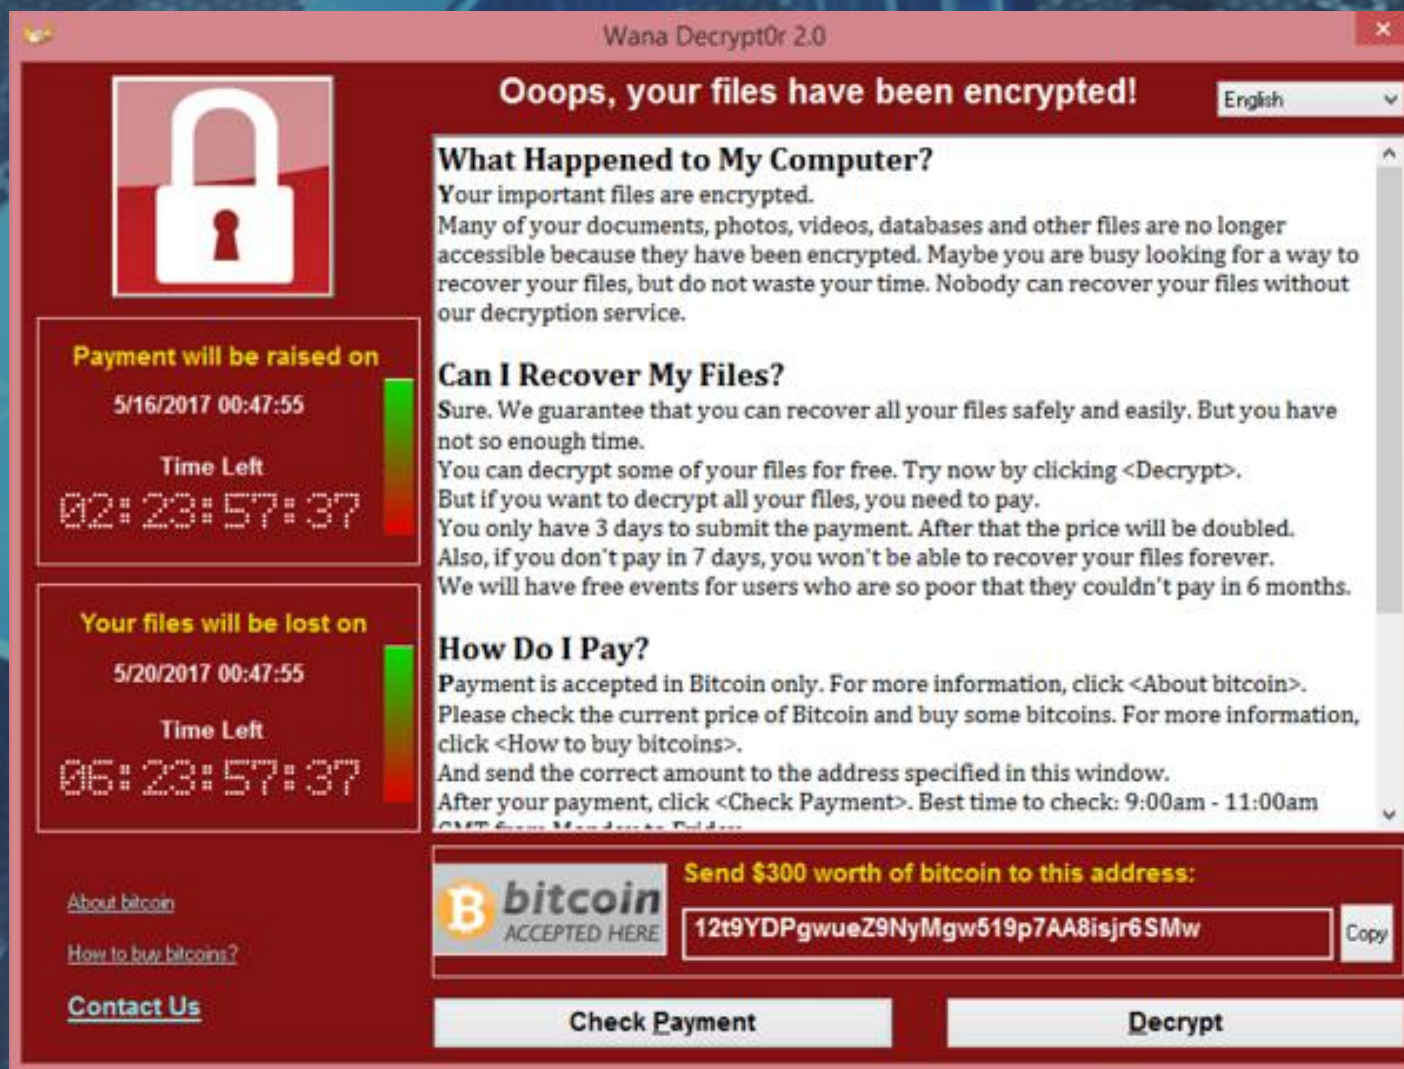 Wana Decrypt0r 2.0
Ooops, your files have been encrypted!
English
What Happened to My Computer?
Your important files are encrypted.
Many of your documents, photos, videos, databases and other files are no longer
accessible because they have been encrypted. Maybe you are busy looking for a way to
recover your files, but do not waste your time. Nobody can recover your files without
our decryption service.
Can I Recover My Files?
Sure. We guarantee that you can recover all your files safely and easily. But you have
not so enough time.
You can decrypt some of your files for free. Try now by clicking <Decrypt>.
But if you want to decrypt all your files, you need to pay.
You only have 3 days to submit the payment. After that the price will be doubled.
Also, if you don't pay in 7 days, you won't be able to recover your files forever.
We will have free events for users who are so poor that they couldn't pay in 6 months.
How Do I Pay?
Payment is accepted in Bitcoin only. For more information, click <About bitcoin>.
Please check the current price of Bitcoin and buy some bitcoins. For more information,
click <How to buy bitcoins>.
And send the correct amount to the address specified in this window.
After your payment, click <Check Payment>. Best time to check: 9:00am - 11:00am
GMT from Monday to Friday.
Payment will be raised on
5/16/2017 00:47:55
Time Left
02:23:57:37
Your files will be lost on
5/20/2017 00:47:55
Time Left
06:23:57:37
About bitcoin
How to buy bitcoins?
Contact Us
bitcoin
ACCEPTED HERE
Send $300 worth of bitcoin to this address:
12t9YDPgwueZ9NyMgw519p7AA8isjr6SMw
Copy
Check Payment
Decrypt